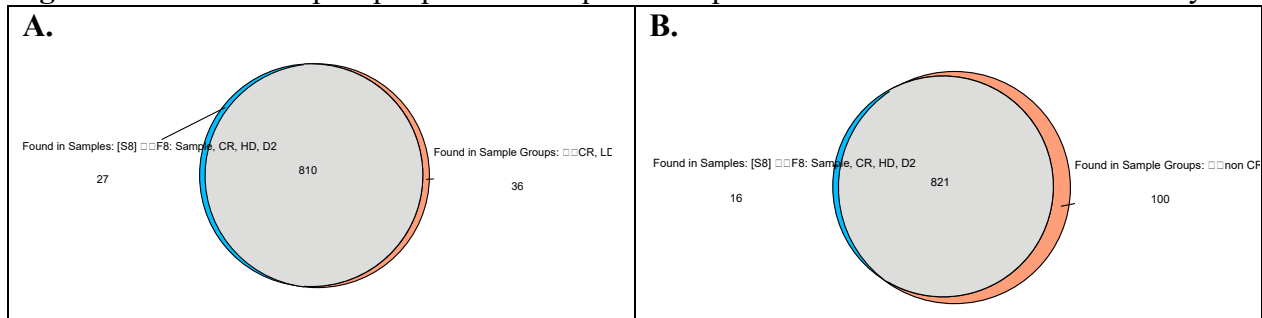 A.
Found in Samples: [S8] □□F8: Sample, CR, HD, D2
27
810
Found in Sample Groups: □□CR, LD
36
B.
Found in Samples: [S8] □□F8: Sample, CR, HD, D2
16
821
Found in Sample Groups: □□non CR
100